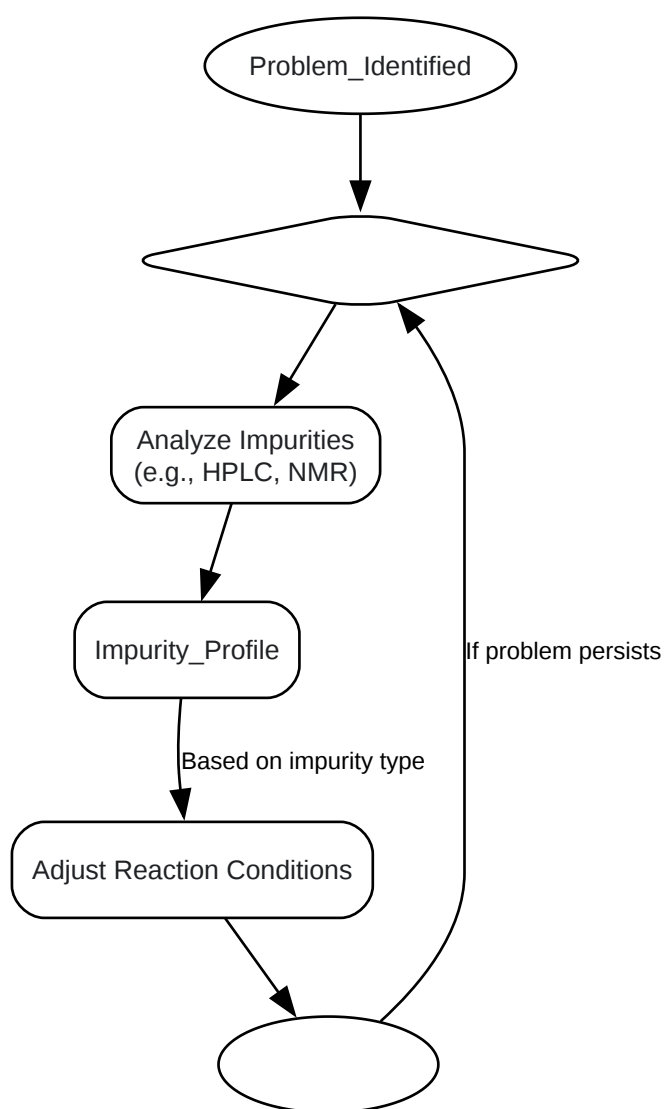 Problem_Identified
Analyze Impurities
(e.g., HPLC, NMR)
Impurity_Profile
If problem persists
Based on impurity type
Adjust Reaction Conditions